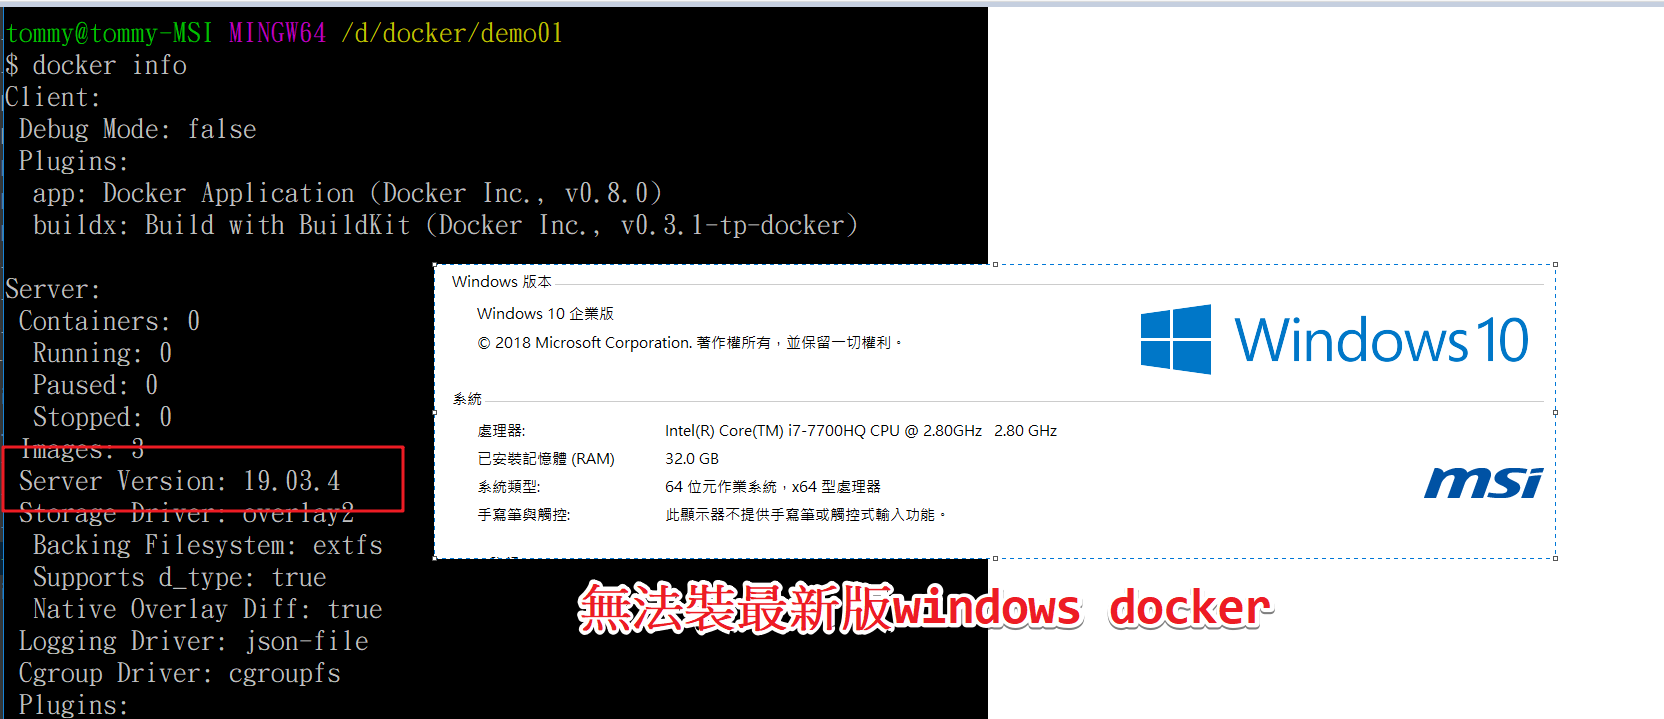 tommy@tommy-MSI MINGW64 /d/docker/demo01
$ docker info
Client:
Debug Mode: false
Plugins:
app: Docker Application (Docker Inc., v0.8.0)
buildx: Build with BuildKit (Docker Inc., v0.3.1-tp-docker)
Server:
Containers: 0
Running: 0
Paused: 0
Stopped: 0
Images: 3
Server Version: 19.03.4
Storage Driver: overlay2
Backing Filesystem: extfs
Supports d_type: true
Native Overlay Diff: true
Logging Driver: json-file
Cgroup Driver: cgroupfs
Plugins:
Windows 版本
Windows 10 企業版
© 2018 Microsoft Corporation. 著作權所有，並保留一切權利。
Windows 10
系統
處理器: Intel(R) Core(TM) i7-7700HQ CPU @ 2.80GHz 2.80 GHz
已安裝記憶體 (RAM) 32.0 GB
系統類型: 64 位元作業系統，x64 型處理器
手寫筆與觸控: 此顯示器不提供手寫筆或觸控式輸入功能。
msi
無法裝最新版windows docker